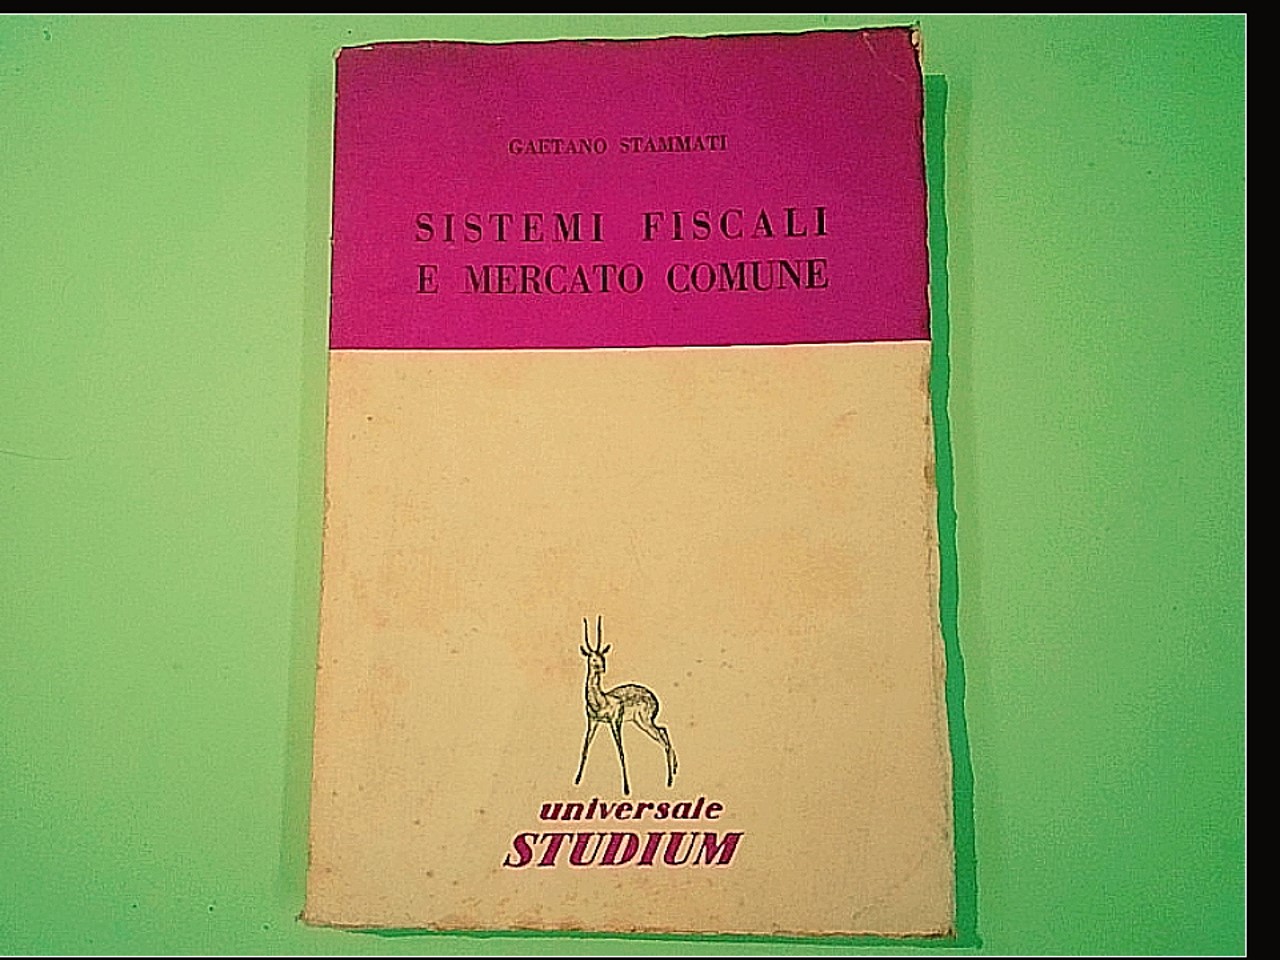 GAETANO STAMMATI
SISTEMI FISCALI
E MERCATO COMUNE
universale
STUDIUM